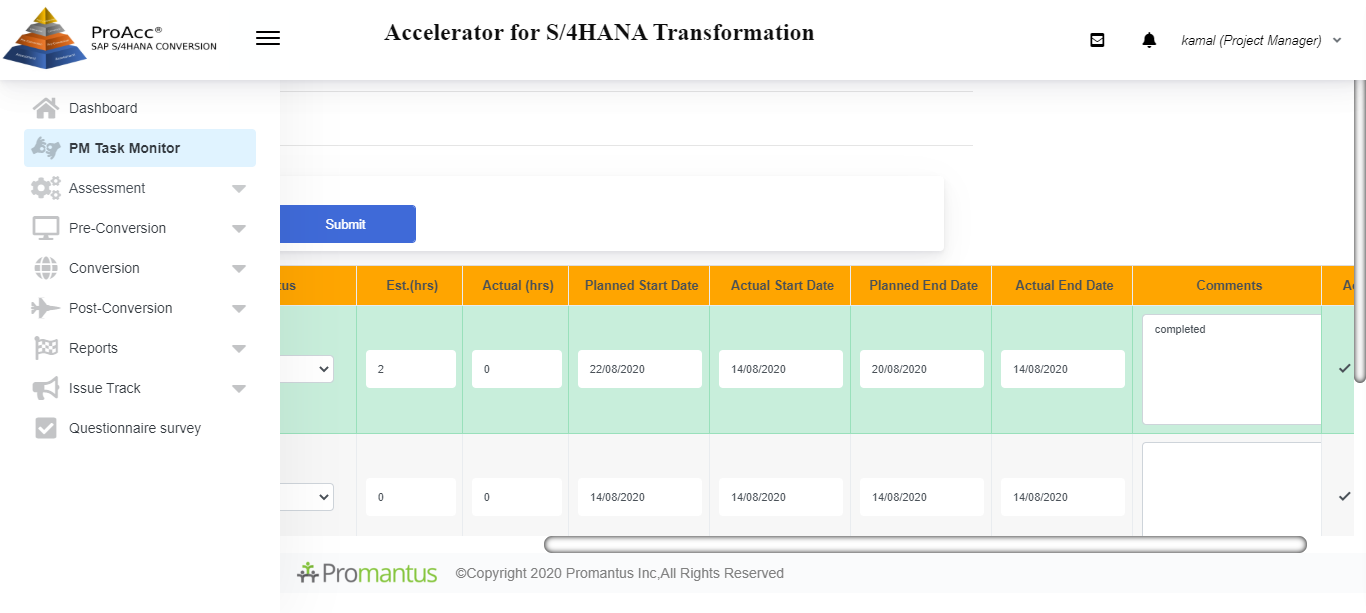 ProAcc®
SAP S/4HANA CONVERSION
Accelerator for S/4HANA Transformation
kamal (Project Manager)
Dashboard
PM Task Monitor
Assessment
Pre-Conversion
Conversion
Post-Conversion
Reports
Issue Track
Questionnaire survey
Submit
tus Est.(hrs) Actual (hrs) Planned Start Date Actual Start Date Planned End Date Actual End Date Comments A
2 0 22/08/2020 14/08/2020 20/08/2020 14/08/2020 completed
0 0 14/08/2020 14/08/2020 14/08/2020 14/08/2020
Promantus ©Copyright 2020 Promantus Inc,All Rights Reserved